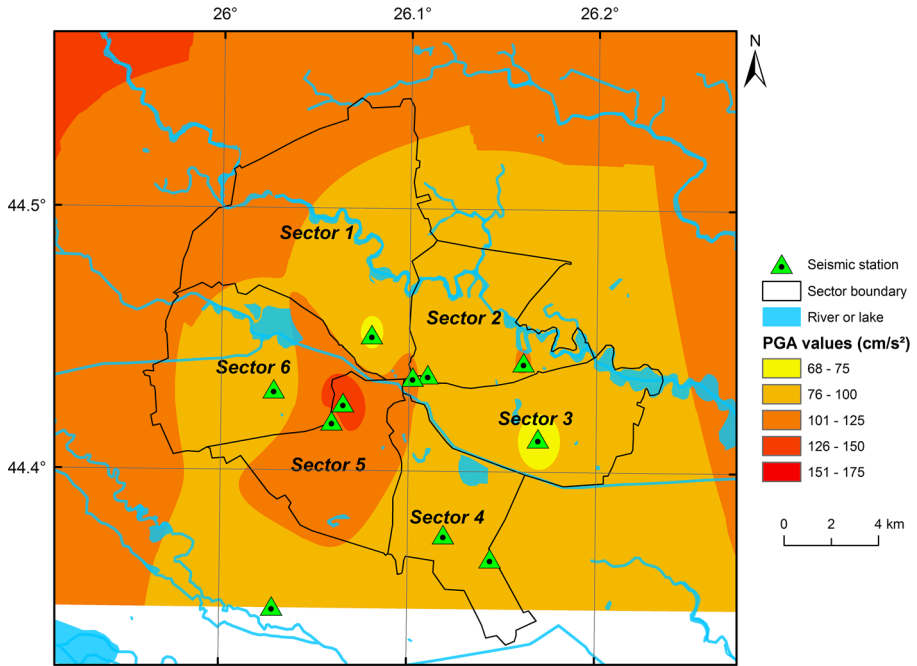 26° 26.1° 26.2°
N
44.5°
Sector 1
Seismic station
Sector boundary
River or lake
Sector 2
PGA values (cm/s²)
68 - 75
Sector 6
76 - 100
101 - 125
Sector 3
126 - 150
44.4°
Sector 5
151 - 175
Sector 4
0 2 4 km